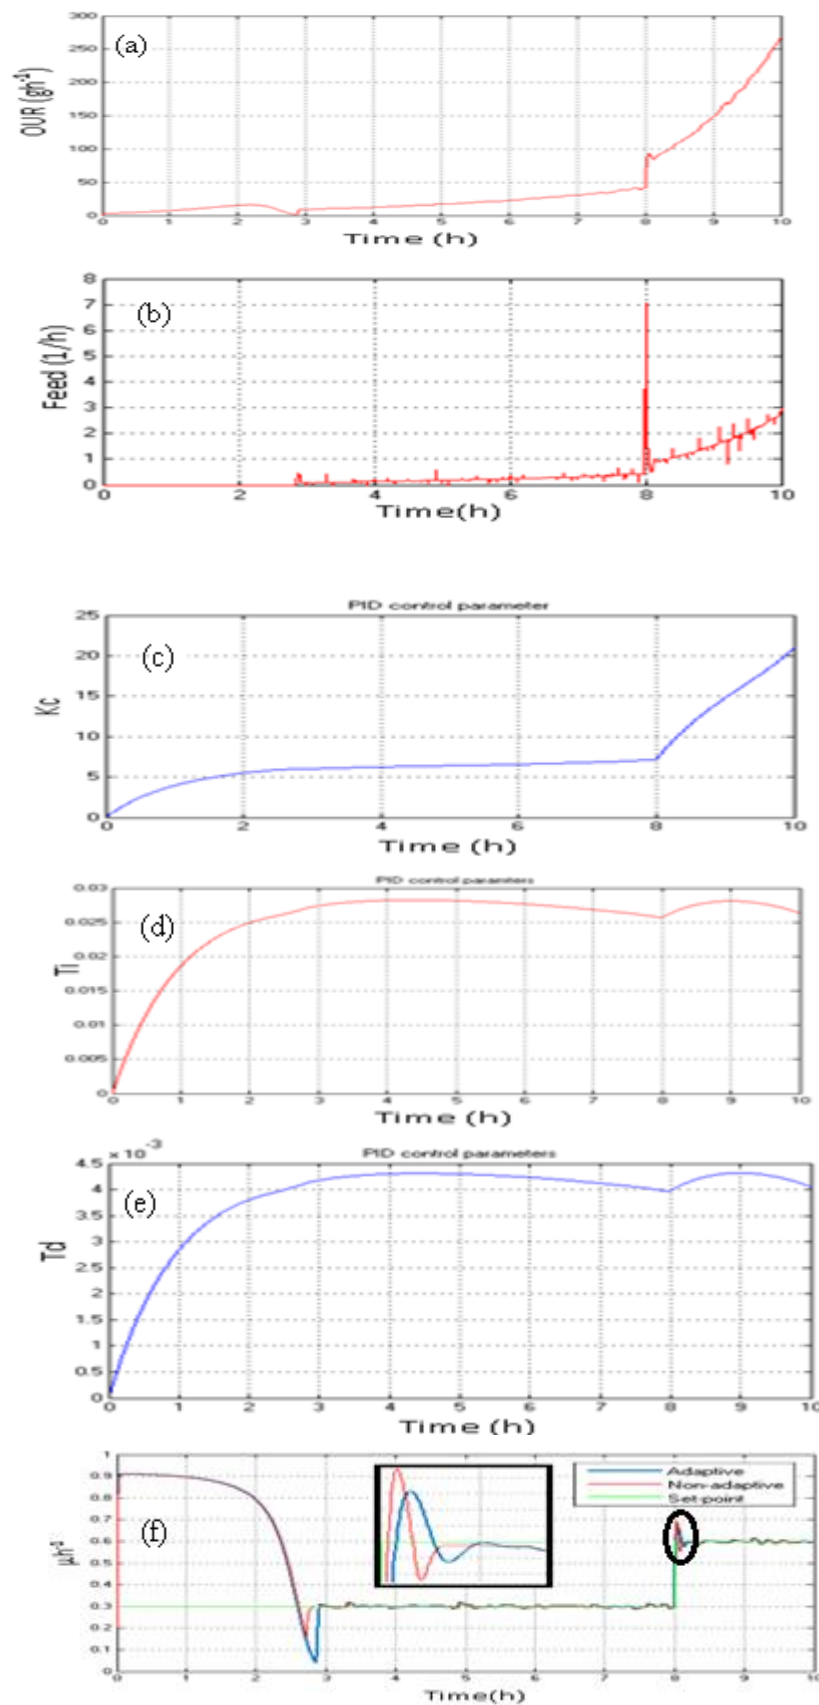 300
(a)
250
200
150
100
50
0
OUR (gh⁻¹)
0 1 2 3 4 5 6 7 8 9 10
Time (h)
8
7
(b)
6
5
4
3
2
1
0
Feed (1/h)
0 2 4 6 8 10
Time(h)
PID control parameter
25
20
(c)
15
10
5
0
Kc
0 2 4 6 8 10
Time (h)
PID control paramters
0.03
0.025
(d)
0.02
0.015
0.01
0.005
0
Ti
0 1 2 3 4 5 6 7 8 9 10
Time (h)
x 10⁻³
PID control parameters
4.5
4
(e)
3.5
3
2.5
2
1.5
1
0.5
0
Td
0 1 2 3 4 5 6 7 8 9 10
Time (h)
1
0.9
0.8
0.7
(f)
0.6
0.5
0.4
0.3
0.2
0.1
0
μh⁻¹
Adaptive
Non-adaptive
Set-point
0 1 2 3 4 5 6 7 8 9 10
Time(h)